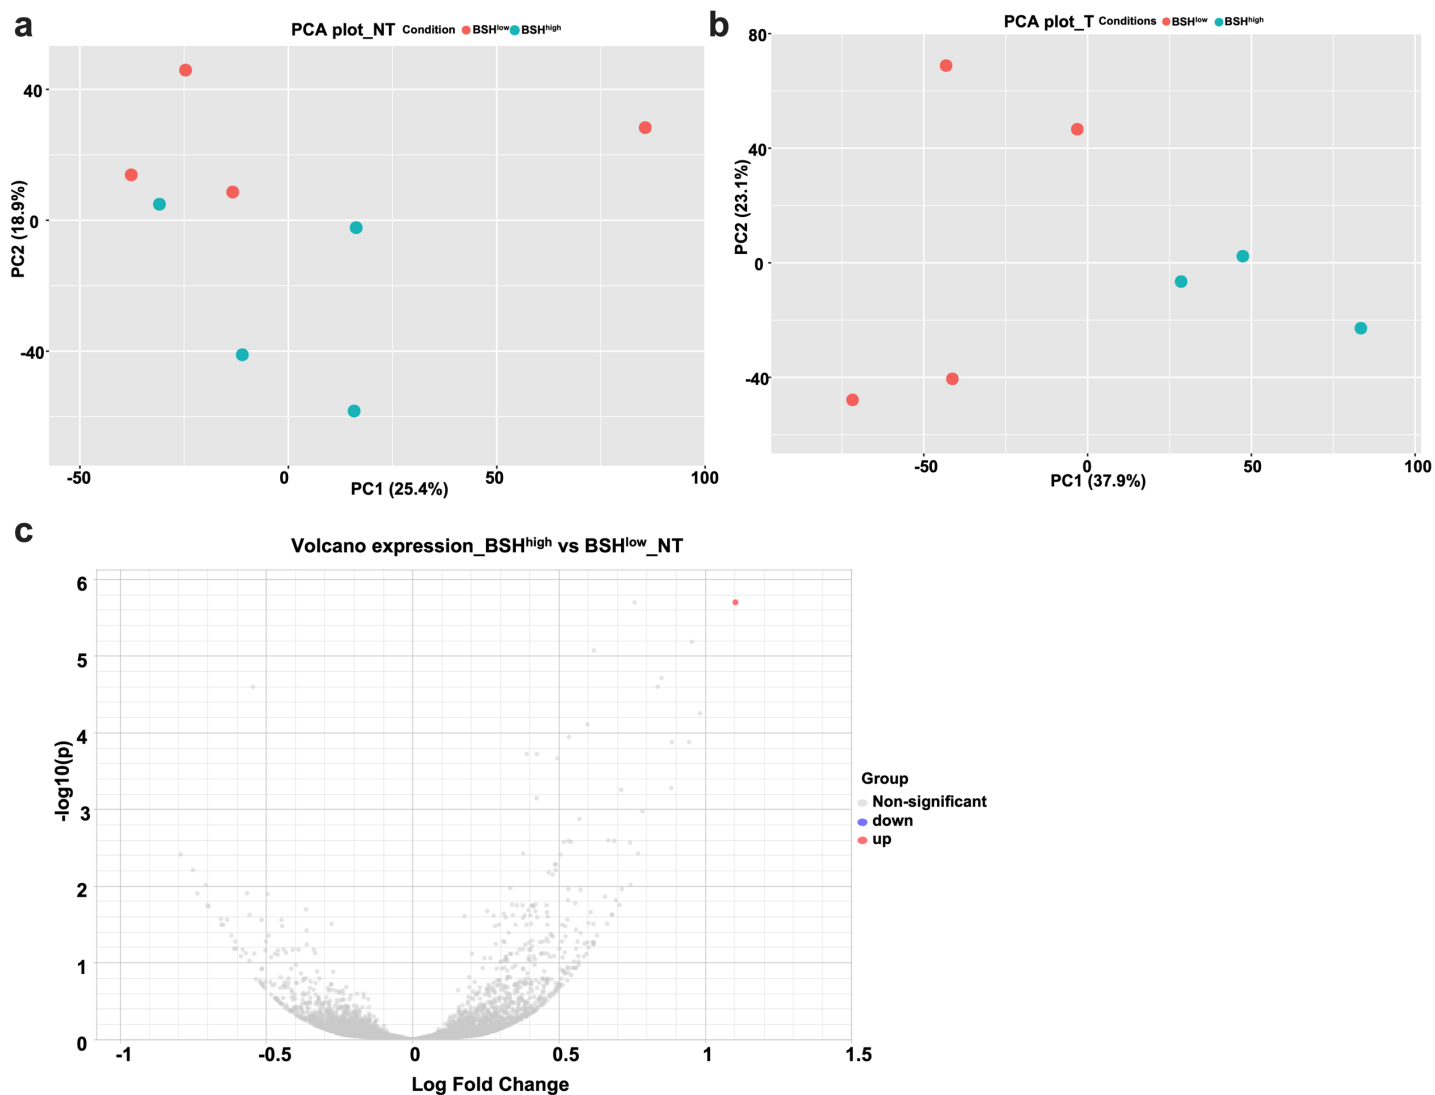 a
PCA plot_NT Condition BSHlow BSHhigh
40
0
-40
PC2 (18.9%)
-50 0 50 100
PC1 (25.4%)
b
PCA plot_T Conditions BSHlow BSHhigh
80
40
0
-40
PC2 (23.1%)
-50 0 50 100
PC1 (37.9%)
c
Volcano expression_BSHhigh vs BSHlow_NT
6
5
4
3
2
1
0
-log10(p)
-1 -0.5 0 0.5 1 1.5
Log Fold Change
Group
Non-significant
down
up